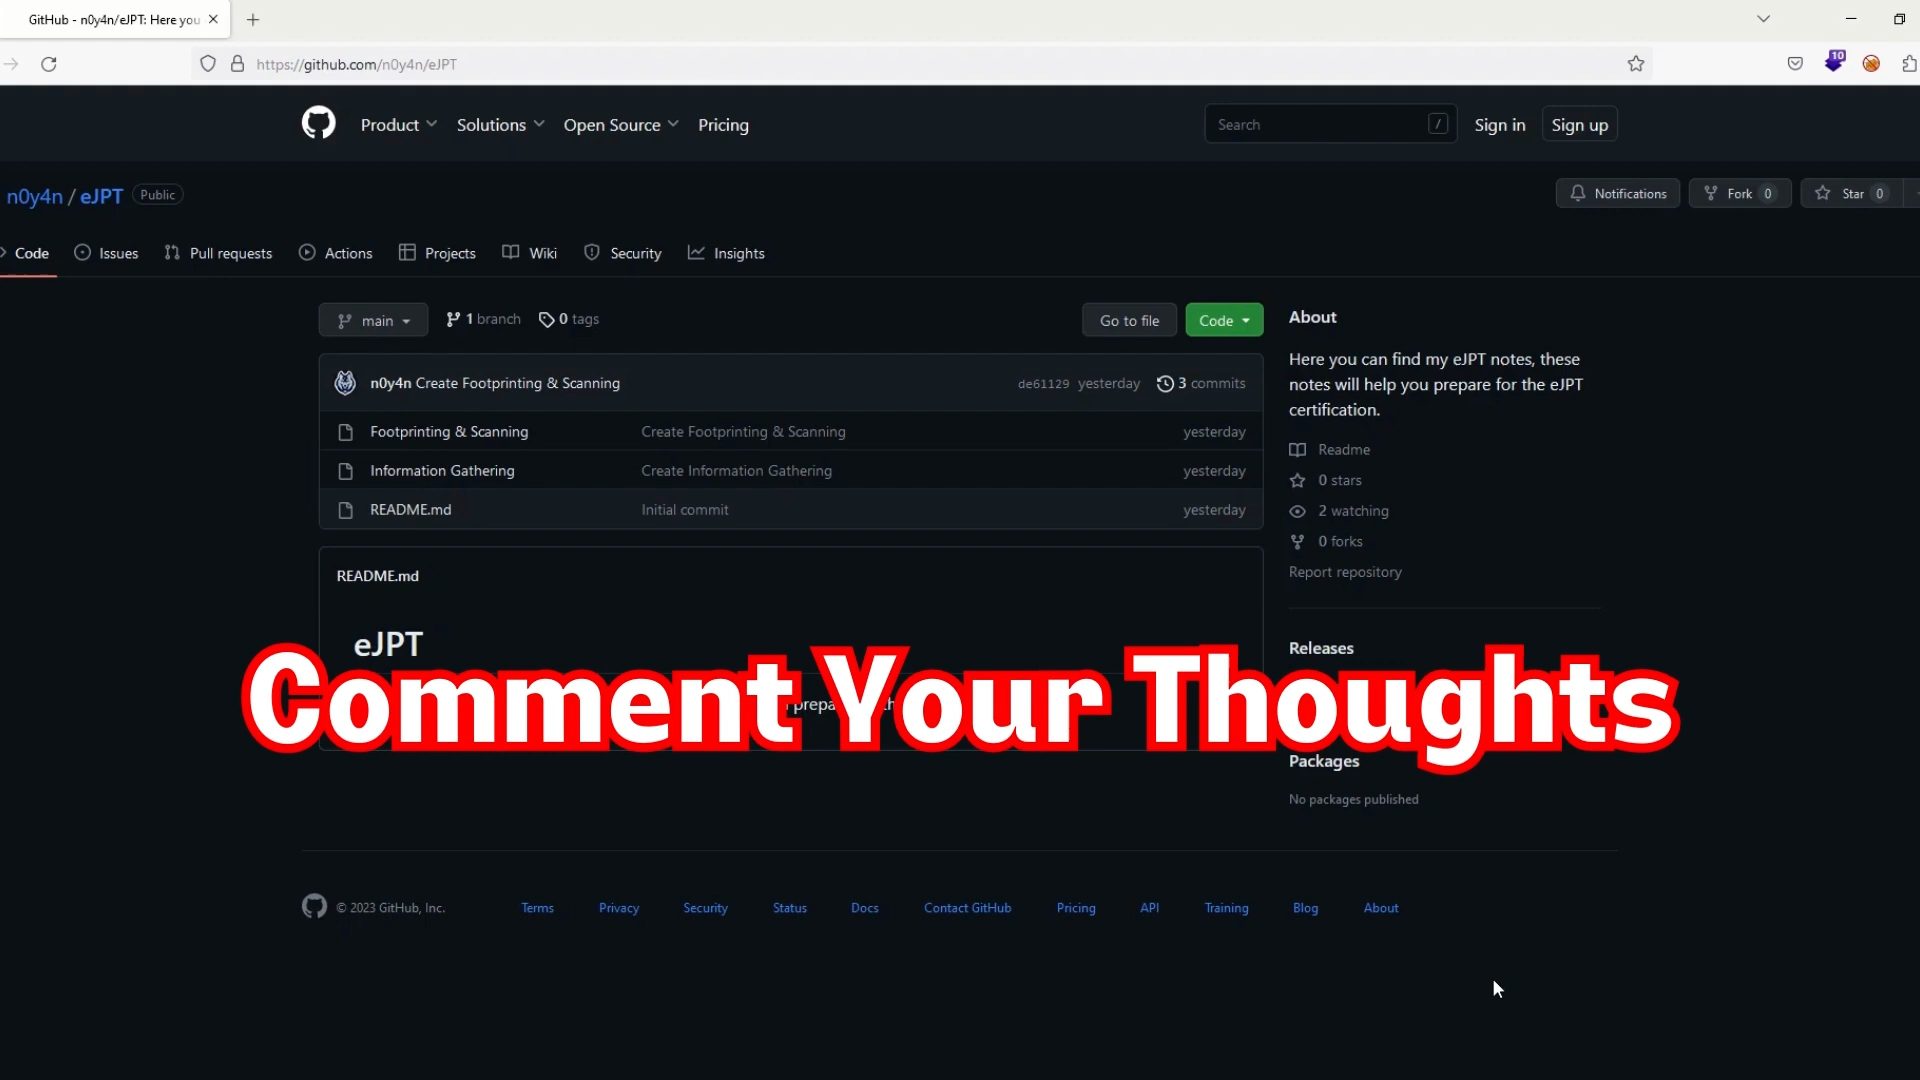 GitHub - n0y4n/eJPT: Here you
10
https://github.com/n0y4n/eJPT
Product
Solutions
Open Source
Pricing
Search
/
Sign in
Sign up
n0y4n / eJPT
Public
Notifications
Fork 0
Star 0
Code
Issues
Pull requests
Actions
Projects
Wiki
Security
Insights
main
1 branch
0 tags
Go to file
Code
n0y4n Create Footprinting & Scanning
de61129 yesterday
3 commits
Footprinting & Scanning
Create Footprinting & Scanning
yesterday
Information Gathering
Create Information Gathering
yesterday
README.md
Initial commit
yesterday
README.md
eJPT
Comment Your Thoughts
About
Here you can find my eJPT notes, these
notes will help you prepare for the eJPT
certification.
Readme
0 stars
2 watching
0 forks
Report repository
Releases
Packages
No packages published
© 2023 GitHub, Inc.
Terms
Privacy
Security
Status
Docs
Contact GitHub
Pricing
API
Training
Blog
About